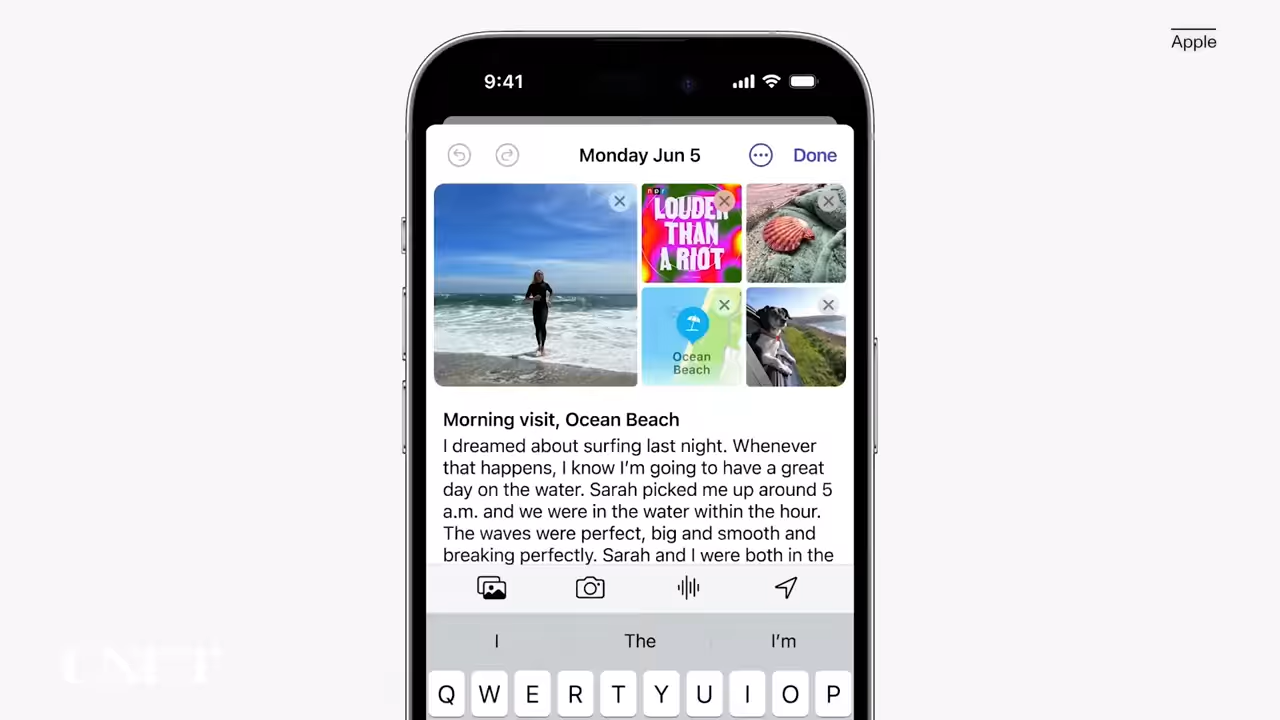 Apple
9:41
Monday Jun 5
Done
npr
LOUDER
THAN
A RIOT
Ocean
Beach
Morning visit, Ocean Beach
I dreamed about surfing last night. Whenever
that happens, I know I'm going to have a great
day on the water. Sarah picked me up around 5
a.m. and we were in the water within the hour.
The waves were perfect, big and smooth and
breaking perfectly. Sarah and I were both in the
I The I'm
Q W E R T Y U I O P
CNET